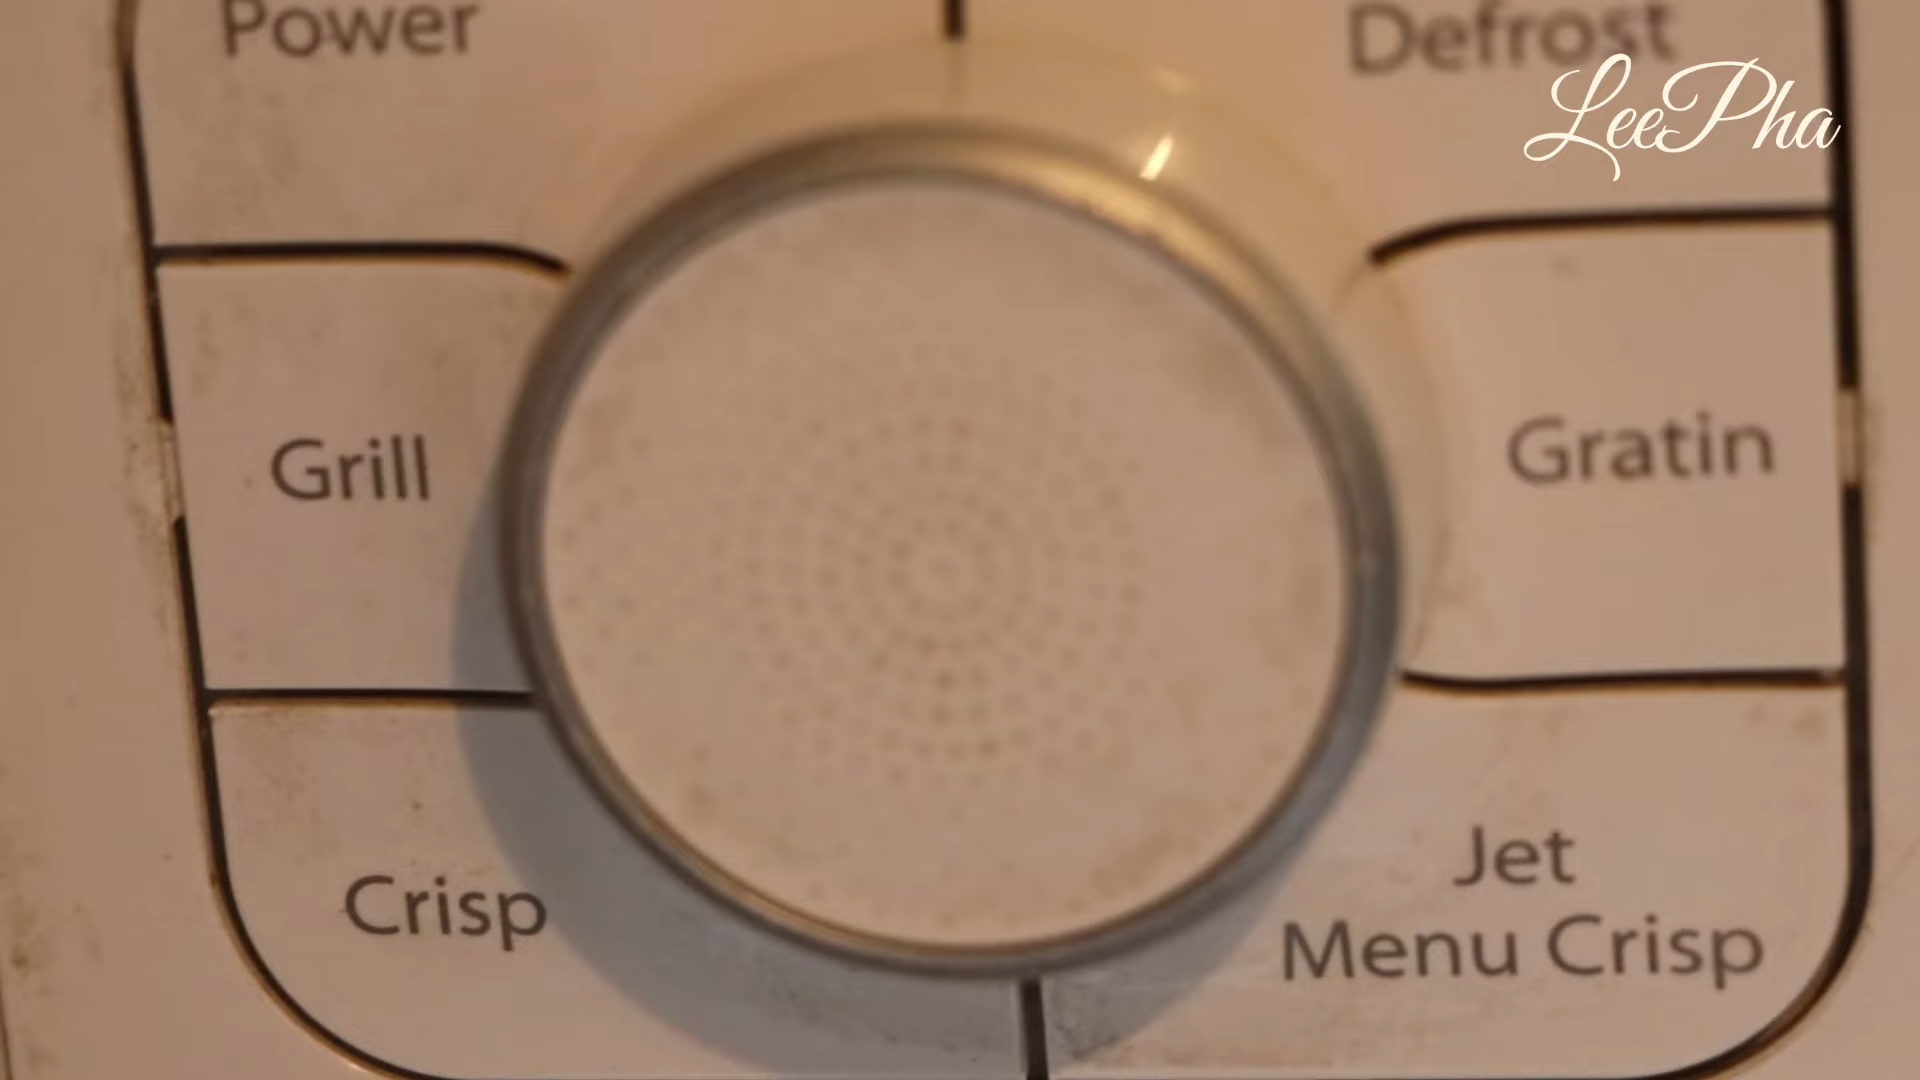 Power
Defrost
LeePha
Grill
Gratin
Crisp
Jet
Menu Crisp